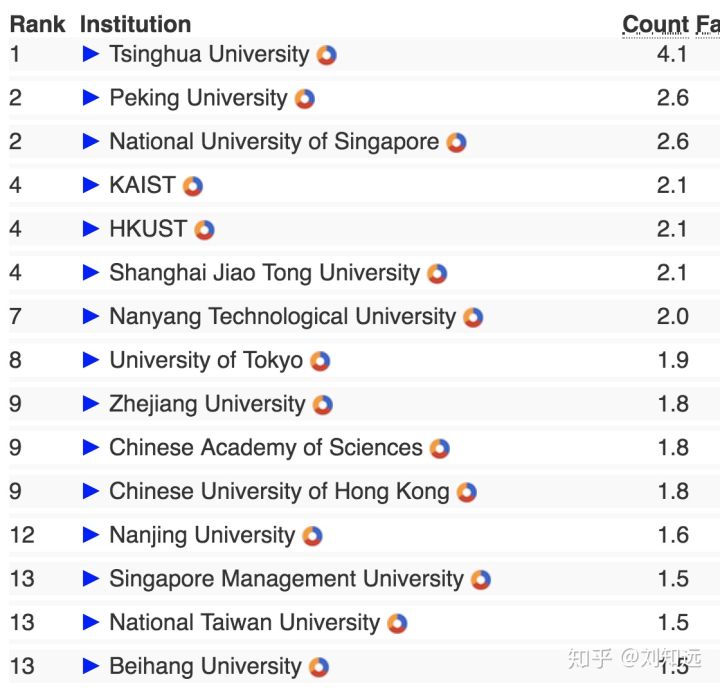 Rank Institution Count Fa
1 ▶ Tsinghua University 4.1
2 ▶ Peking University 2.6
2 ▶ National University of Singapore 2.6
4 ▶ KAIST 2.1
4 ▶ HKUST 2.1
4 ▶ Shanghai Jiao Tong University 2.1
7 ▶ Nanyang Technological University 2.0
8 ▶ University of Tokyo 1.9
9 ▶ Zhejiang University 1.8
9 ▶ Chinese Academy of Sciences 1.8
9 ▶ Chinese University of Hong Kong 1.8
12 ▶ Nanjing University 1.6
13 ▶ Singapore Management University 1.5
13 ▶ National Taiwan University 1.5
13 ▶ Beihang University 1.5
知乎 @刘知远